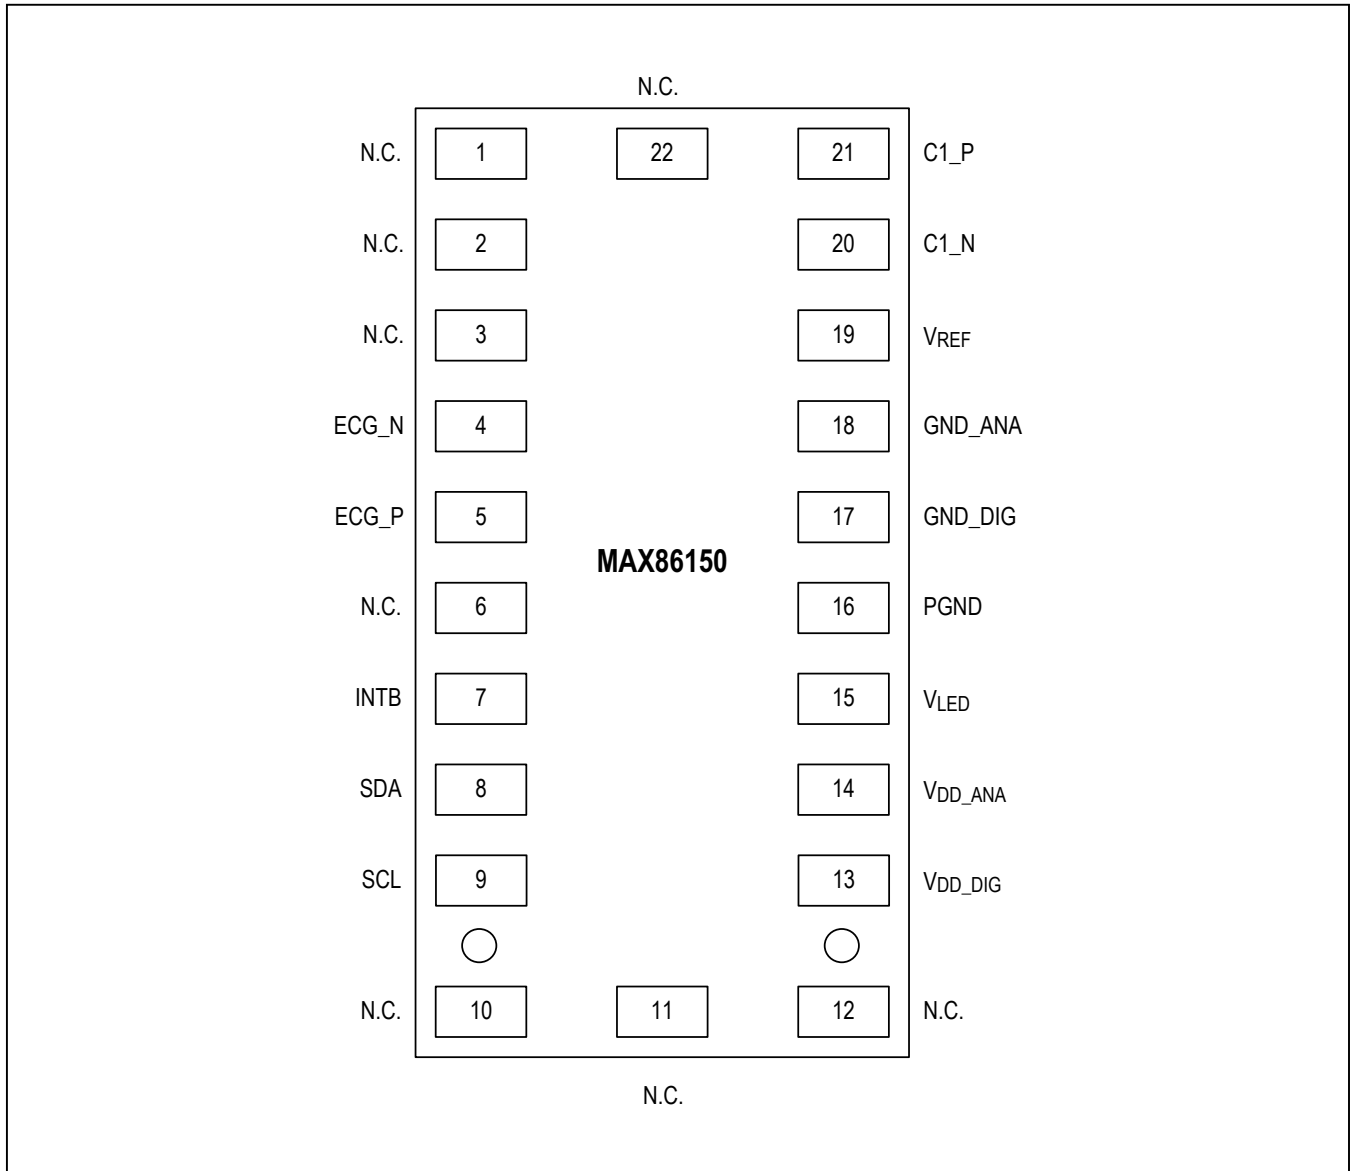 N.C.
N.C. 1 22 21 C1_P
N.C. 2 20 C1_N
N.C. 3 19 VREF
ECG_N 4 18 GND_ANA
ECG_P 5 17 GND_DIG
MAX86150
N.C. 6 16 PGND
INTB 7 15 VLED
SDA 8 14 VDD_ANA
SCL 9 13 VDD_DIG
N.C. 10 11 12 N.C.
N.C.